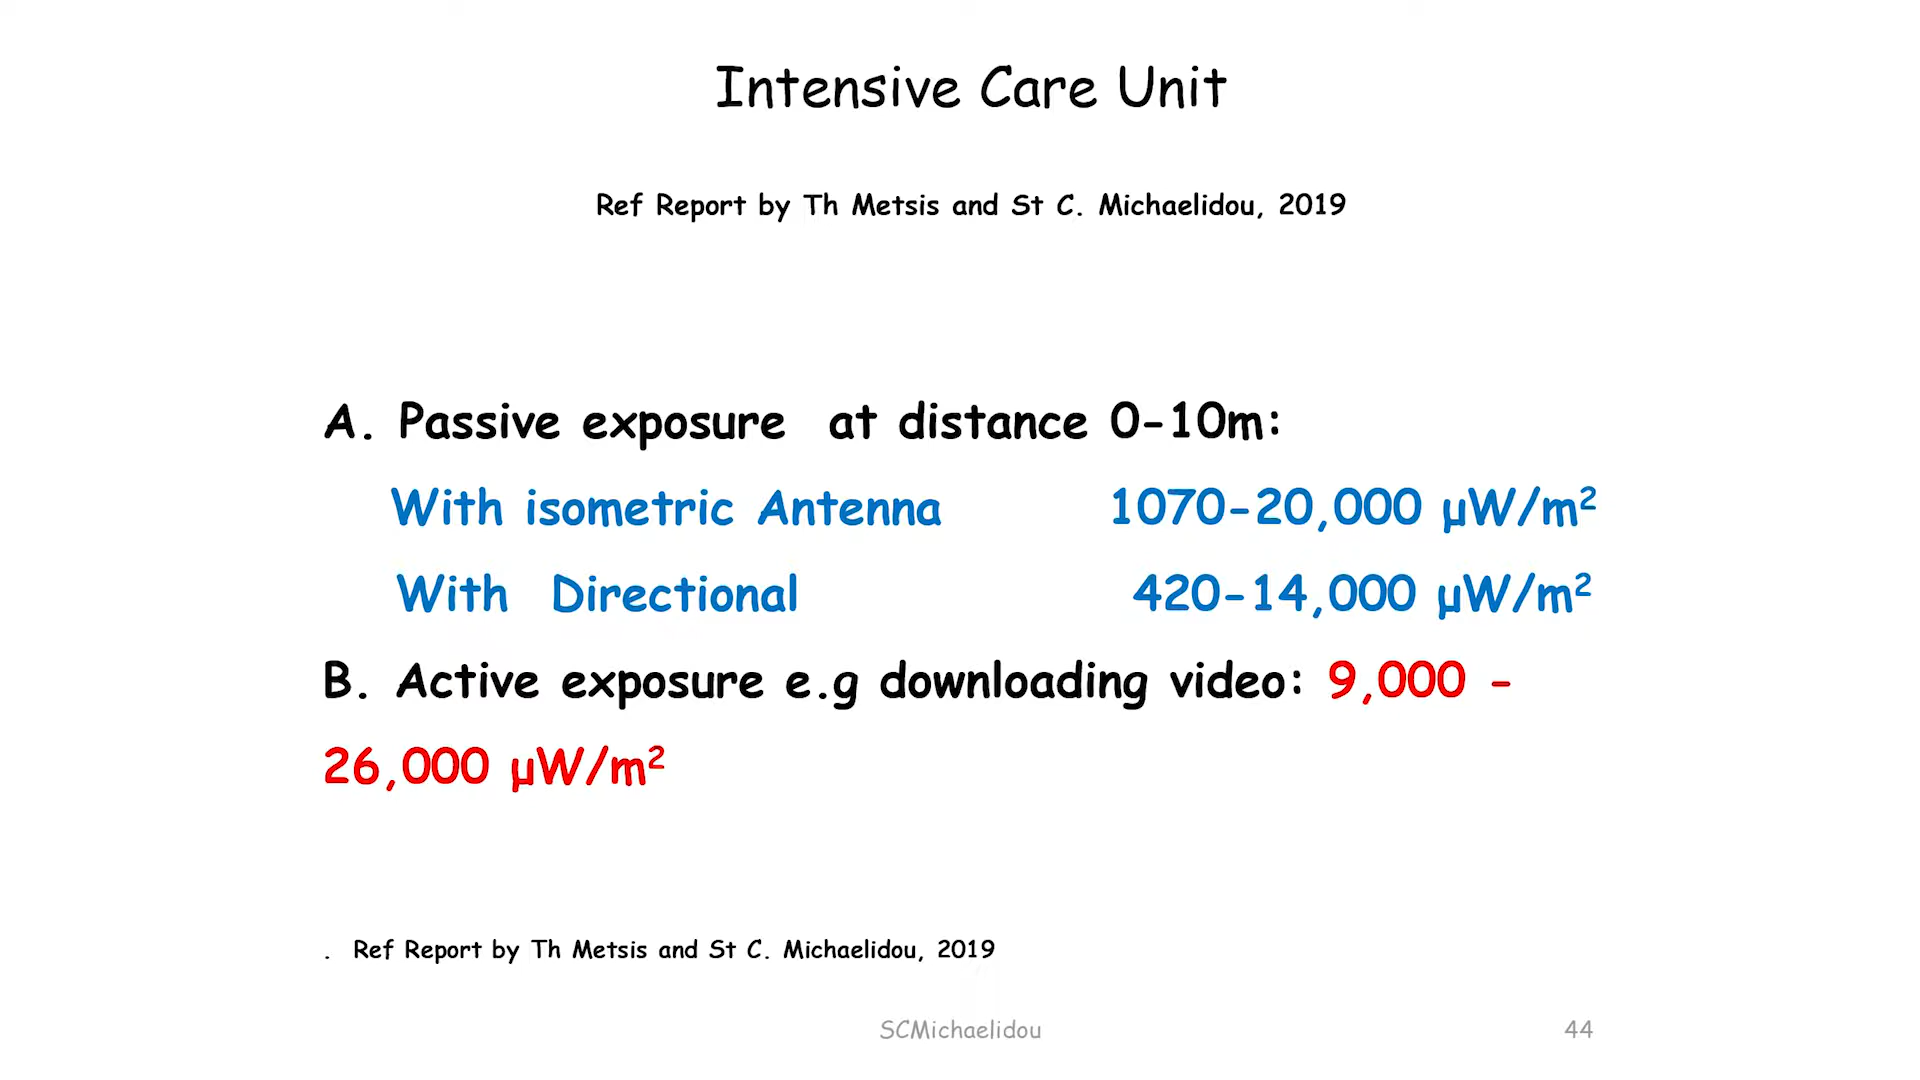 Intensive Care Unit
Ref Report by Th Metsis and St C. Michaelidou, 2019
A. Passive exposure at distance 0-10m:
With isometric Antenna 1070-20,000 µW/m²
With Directional 420-14,000 µW/m²
B. Active exposure e.g downloading video: 9,000 -
26,000 µW/m²
. Ref Report by Th Metsis and St C. Michaelidou, 2019
SCMichaelidou 44